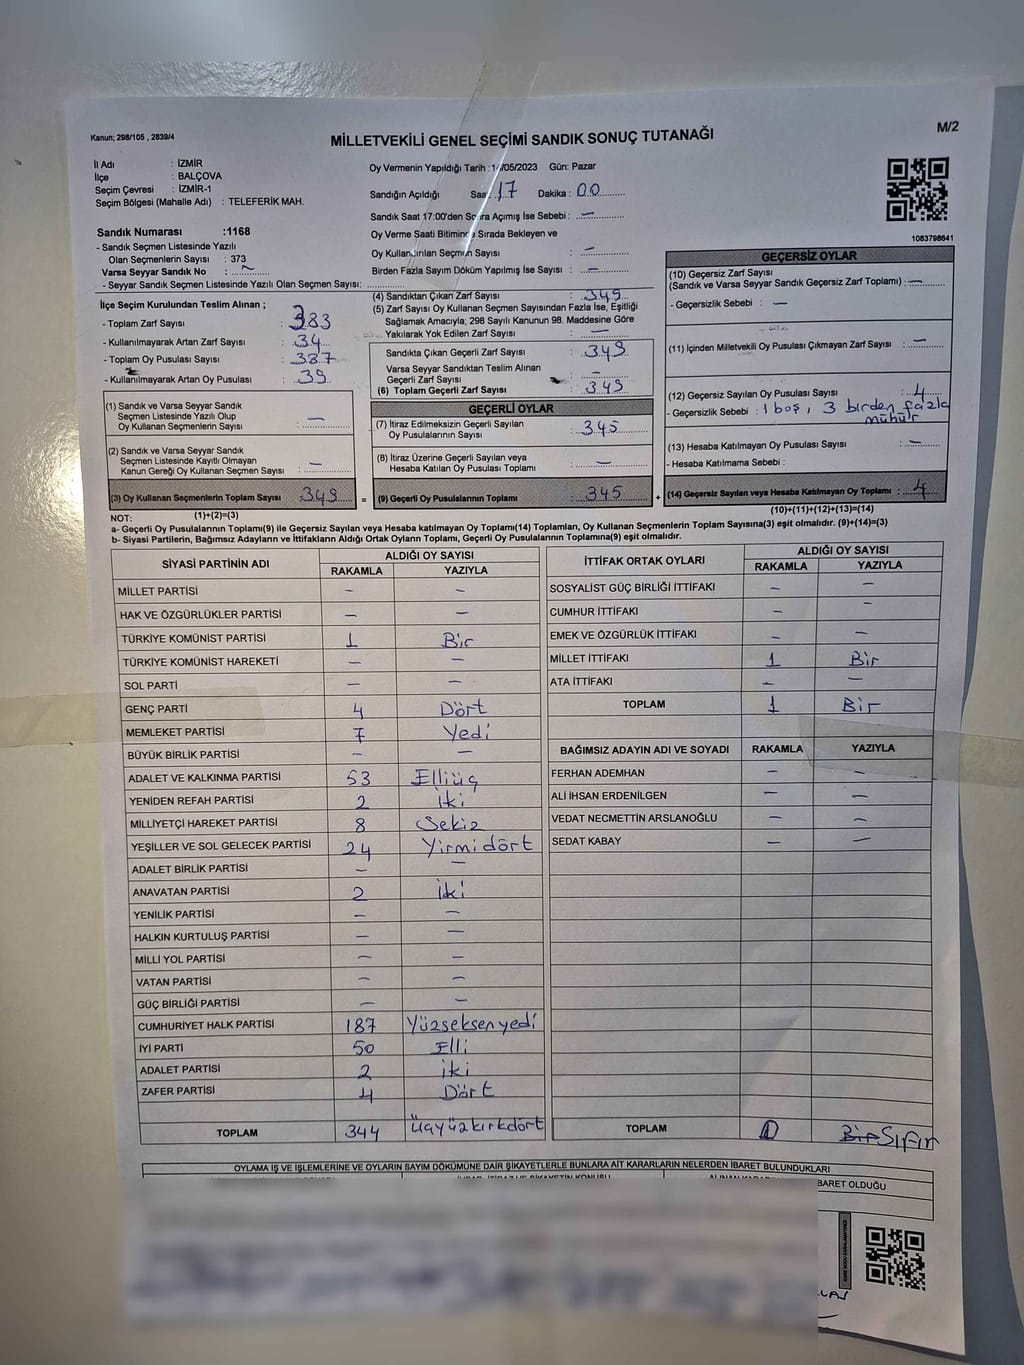 Kanun; 298/105 , 2839/4
M/2
MİLLETVEKİLİ GENEL SEÇİMİ SANDIK SONUÇ TUTANAĞI
İl Adı : İZMİR
İlçe : BALÇOVA
Seçim Çevresi : İZMİR-1
Seçim Bölgesi (Mahalle Adı) : TELEFERİK MAH.
Sandık Numarası :1168
- Sandık Seçmen Listesinde Yazılı
Olan Seçmenlerin Sayısı : 373
Varsa Seyyar Sandık No : ~
- Seyyar Sandık Seçmen Listesinde Yazılı Olan Seçmen Sayısı:
Oy Vermenin Yapıldığı Tarih :1 /05/2023 Gün: Pazar
Sandığın Açıldığı Saa : 17 Dakika : 00
Sandık Saat 17:00'den Sonra Açımış İse Sebebi : —
Oy Verme Saati Bitiminde Sırada Bekleyen ve
Oy Kullandırılan Seçmen Sayısı : —
Birden Fazla Sayım Döküm Yapılmış İse Sayısı : —
1083798641
İlçe Seçim Kurulundan Teslim Alınan ;
- Toplam Zarf Sayısı : 383
- Kullanılmayarak Artan Zarf Sayısı : 34
- Toplam Oy Pusulası Sayısı : 387
- Kullanılmayarak Artan Oy Pusulası : 39
(4) Sandıktan Çıkan Zarf Sayısı : 349
(5) Zarf Sayısı Oy Kullanan Seçmen Sayısından Fazla İse, Eşitliği
Sağlamak Amacıyla; 298 Sayılı Kanunun 98. Maddesine Göre
Yakılarak Yok Edilen Zarf Sayısı : —
Sandıkta Çıkan Geçerli Zarf Sayısı : 349
Varsa Seyyar Sandıktan Teslim Alınan
Geçerli Zarf Sayısı : —
(6) Toplam Geçerli Zarf Sayısı : 349
GEÇERSİZ OYLAR
(10) Geçersiz Zarf Sayısı
(Sandık ve Varsa Seyyar Sandık Geçersiz Zarf Toplamı) : —
- Geçersizlik Sebebi : —
(11) İçinden Milletvekili Oy Pusulası Çıkmayan Zarf Sayısı : —
(12) Geçersiz Sayılan Oy Pusulası Sayısı : 4
- Geçersizlik Sebebi : 1 boş, 3 birden fazla
mühür
(13) Hesaba Katılmayan Oy Pusulası Sayısı : —
- Hesaba Katılmama Sebebi :
(14) Geçersiz Sayılan veya Hesaba Katılmayan Oy Toplamı : 4
(10)+(11)+(12)+(13)=(14)
(1) Sandık ve Varsa Seyyar Sandık
Seçmen Listesinde Yazılı Olup
Oy Kullanan Seçmenlerin Sayısı : —
(2) Sandık ve Varsa Seyyar Sandık
Seçmen Listesinde Kayıtlı Olmayan
Kanun Gereği Oy Kullanan Seçmen Sayısı : —
(3) Oy Kullanan Seçmenlerin Toplam Sayısı : 349 =
(1)+(2)=(3)
GEÇERLİ OYLAR
(7) İtiraz Edilmeksizin Geçerli Sayılan
Oy Pusulalarının Sayısı : 345
(8) İtiraz Üzerine Geçerli Sayılan veya
Hesaba Katılan Oy Pusulası Toplamı : —
(9) Geçerli Oy Pusulalarının Toplamı : 345 +
NOT:
a- Geçerli Oy Pusulalarının Toplamı(9) ile Geçersiz Sayılan veya Hesaba katılmayan Oy Toplamı(14) Toplamları, Oy Kullanan Seçmenlerin Toplam Sayısına(3) eşit olmalıdır. (9)+(14)=(3)
b- Siyasi Partilerin, Bağımsız Adayların ve İttifakların Aldığı Ortak Oyların Toplamı, Geçerli Oy Pusulalarının Toplamına(9) eşit olmalıdır.
SİYASİ PARTİNİN ADI ALDIĞI OY SAYISI
RAKAMLA YAZIYLA
MİLLET PARTİSİ — —
HAK VE ÖZGÜRLÜKLER PARTİSİ — —
TÜRKİYE KOMÜNİST PARTİSİ 1 Bir
TÜRKİYE KOMÜNİST HAREKETİ — —
SOL PARTİ — —
GENÇ PARTİ 4 Dört
MEMLEKET PARTİSİ 7 Yedi
BÜYÜK BİRLİK PARTİSİ — —
ADALET VE KALKINMA PARTİSİ 53 Elliüç
YENİDEN REFAH PARTİSİ 2 İki
MİLLİYETÇİ HAREKET PARTİSİ 8 Sekiz
YEŞİLLER VE SOL GELECEK PARTİSİ 24 Yirmidört
ADALET BİRLİK PARTİSİ — —
ANAVATAN PARTİSİ 2 İki
YENİLİK PARTİSİ — —
HALKIN KURTULUŞ PARTİSİ — —
MİLLİ YOL PARTİSİ — —
VATAN PARTİSİ — —
GÜÇ BİRLİĞİ PARTİSİ — —
CUMHURİYET HALK PARTİSİ 187 Yüzseksenyedi
İYİ PARTİ 50 Elli
ADALET PARTİSİ 2 İki
ZAFER PARTİSİ 4 Dört
TOPLAM 344 Üçyüzkırkdört
İTTİFAK ORTAK OYLARI ALDIĞI OY SAYISI
RAKAMLA YAZIYLA
SOSYALİST GÜÇ BİRLİĞİ İTTİFAKI — —
CUMHUR İTTİFAKI — —
EMEK VE ÖZGÜRLÜK İTTİFAKI — —
MİLLET İTTİFAKI 1 Bir
ATA İTTİFAKI — —
TOPLAM 1 Bir
BAĞIMSIZ ADAYIN ADI VE SOYADI RAKAMLA YAZIYLA
FERHAN ADEMHAN — —
ALİ İHSAN ERDENİLGEN — —
VEDAT NECMETTİN ARSLANOĞLU — —
SEDAT KABAY — —
TOPLAM 0 Bir Sıfır
OYLAMA İŞ VE İŞLEMLERİNE VE OYLARIN SAYIM DÖKÜMÜNE DAİR ŞİKAYETLERLE BUNLARA AİT KARARLARIN NELERDEN İBARET BULUNDUKLARI
BARET OLDUĞU